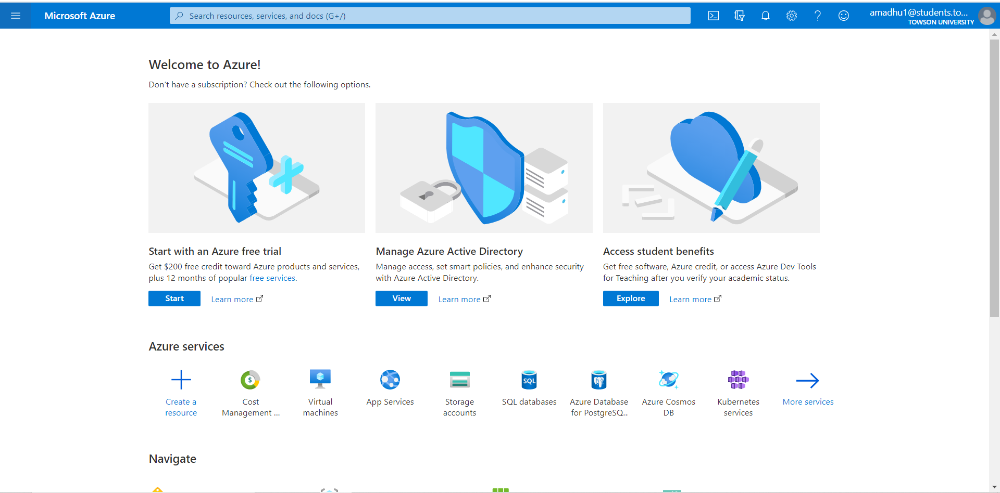 Microsoft Azure
Search resources, services, and docs (G+/)
amadhu1@students.to...
TOWSON UNIVERSITY
Welcome to Azure!
Don't have a subscription? Check out the following options.
Start with an Azure free trial
Get $200 free credit toward Azure products and services,
plus 12 months of popular free services.
Start
Learn more
Manage Azure Active Directory
Manage access, set smart policies, and enhance security
with Azure Active Directory.
View
Learn more
Access student benefits
Get free software, Azure credit, or access Azure Dev Tools
for Teaching after you verify your academic status.
Explore
Learn more
Azure services
Create a
resource
$
Cost
Management ...
Virtual
machines
App Services
Storage
accounts
SQL
SQL databases
Azure Database
for PostgreSQ...
Azure Cosmos
DB
Kubernetes
services
More services
Navigate